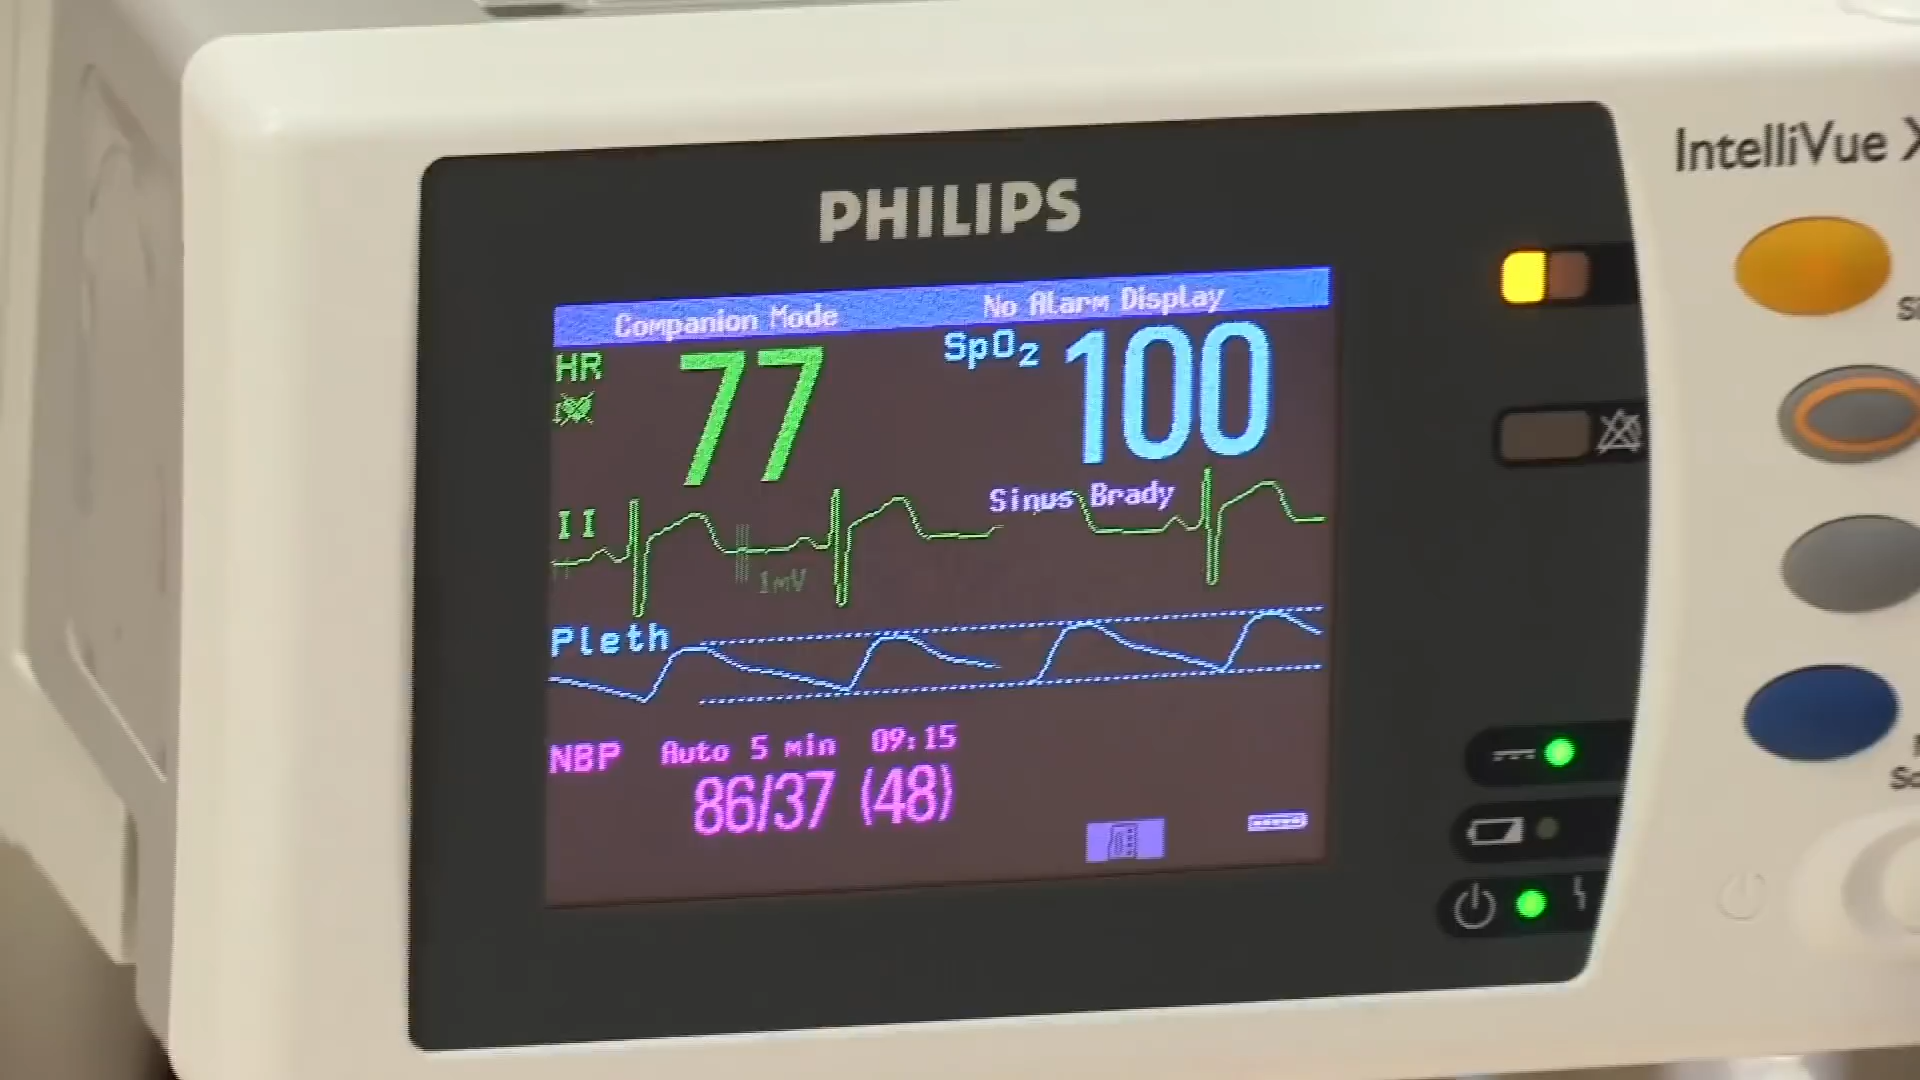 IntelliVue X
PHILIPS
Companion Mode No Alarm Display
HR 77 SpO₂ 100
Sinus Brady
II
1mV
Pleth
NBP Auto 5 min 09:15
86/37 (48)